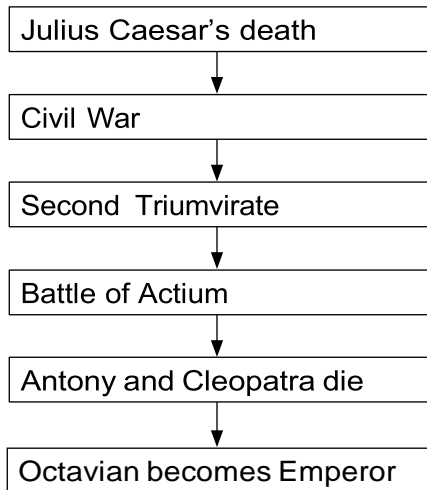 Julius Caesar’s death
Civil War
Second Triumvirate
Battle of Actium
Antony and Cleopatra die
Octavian becomes Emperor